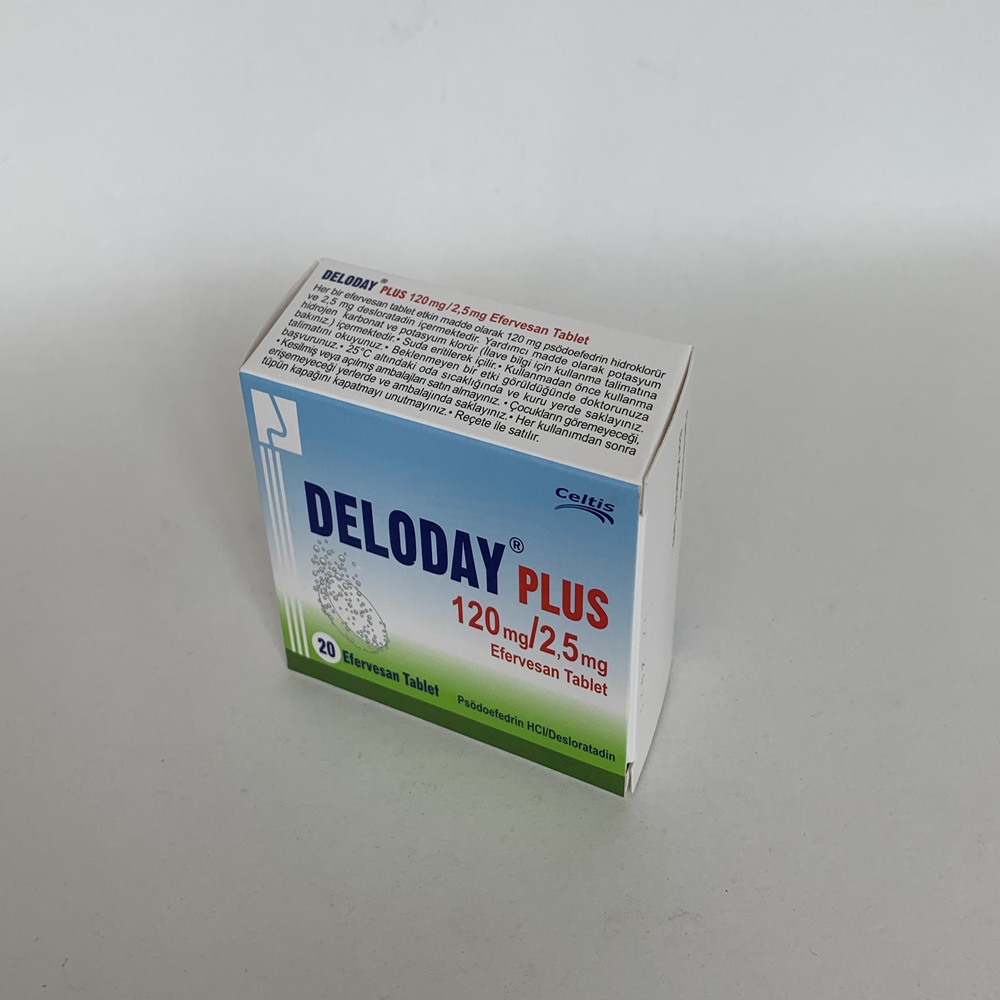 DELODAY® PLUS 120 mg/2,5 mg Efervesan Tablet
Her bir efervesan tablet etkin madde olarak 120 mg psödoefedrin hidroklorür
ve 2,5 mg desloratadin içermektedir. Yardımcı madde olarak potasyum
hidrojen karbonat ve potasyum klorür (ilave bilgi için kullanma talimatına
bakınız.) içermektedir. • Suda eritilerek içilir. • Kullanmadan önce kullanma
talimatını okuyunuz. • Beklenmeyen bir etki görüldüğünde doktorunuza
başvurunuz. • 25°C altındaki oda sıcaklığında ve kuru yerde saklayınız.
• Kesilmiş veya açılmış ambalajları satın almayınız. • Çocukların göremeyeceği,
erişemeyeceği yerlerde ve ambalajında saklayınız. • Her kullanımdan sonra
tüpün kapağını kapatmayı unutmayınız. • Reçete ile satılır.
Celtis
DELODAY® PLUS
120 mg/2,5 mg
Efervesan Tablet
20 Efervesan Tablet
Psödoefedrin HCl/Desloratadin